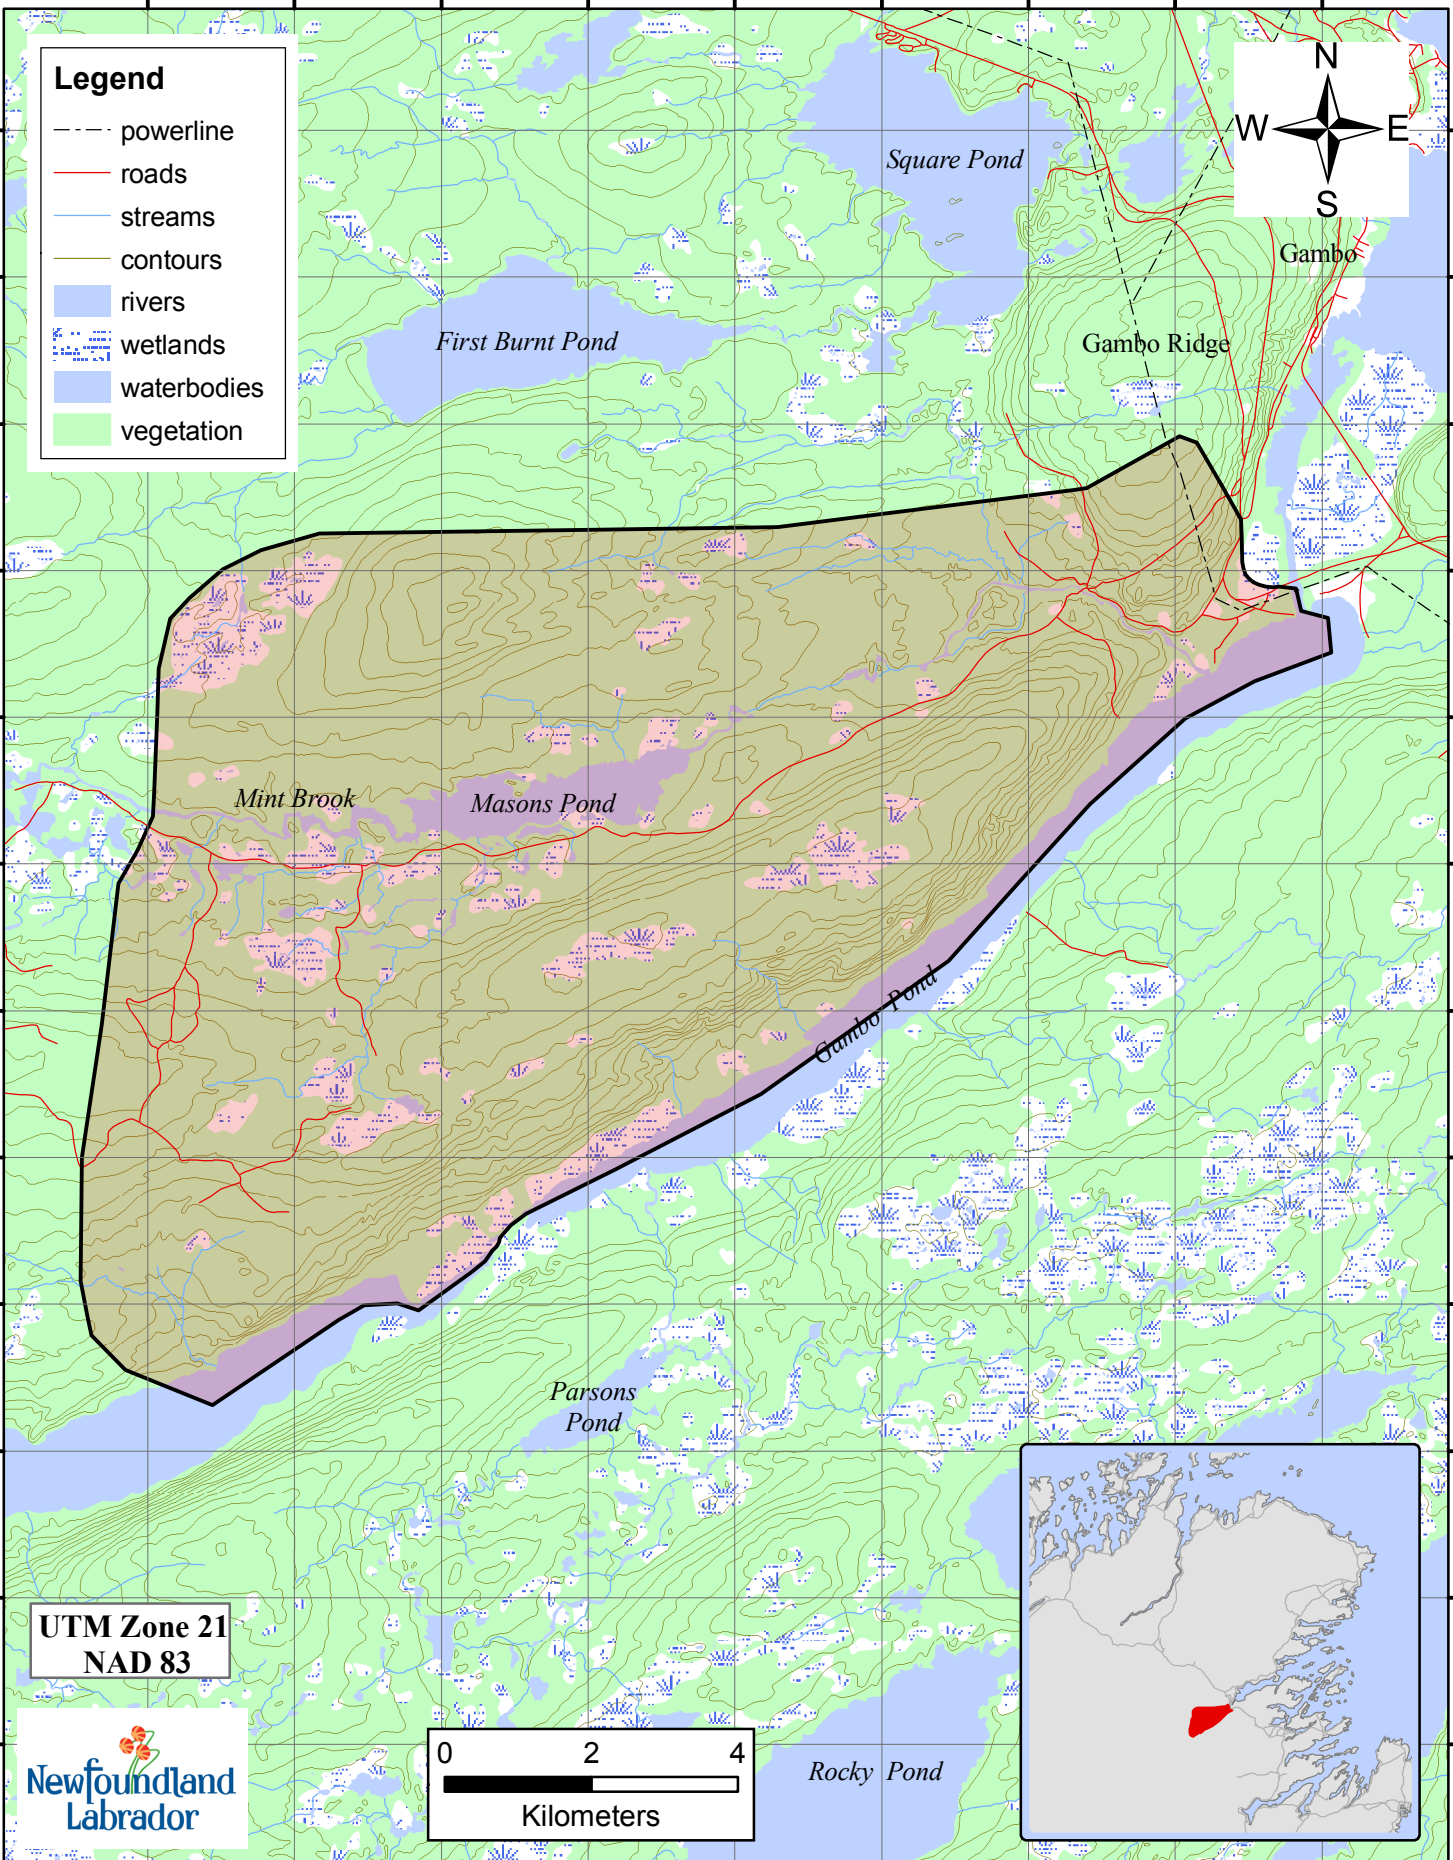 Legend
powerline
roads
streams
contours
rivers
wetlands
waterbodies
vegetation
N
W E
S
Square Pond
Gambo
First Burnt Pond
Gambo Ridge
Mint Brook
Masons Pond
Gambo Pond
Parsons
Pond
UTM Zone 21
NAD 83
Newfoundland
Labrador
0 2 4
Kilometers
Rocky Pond